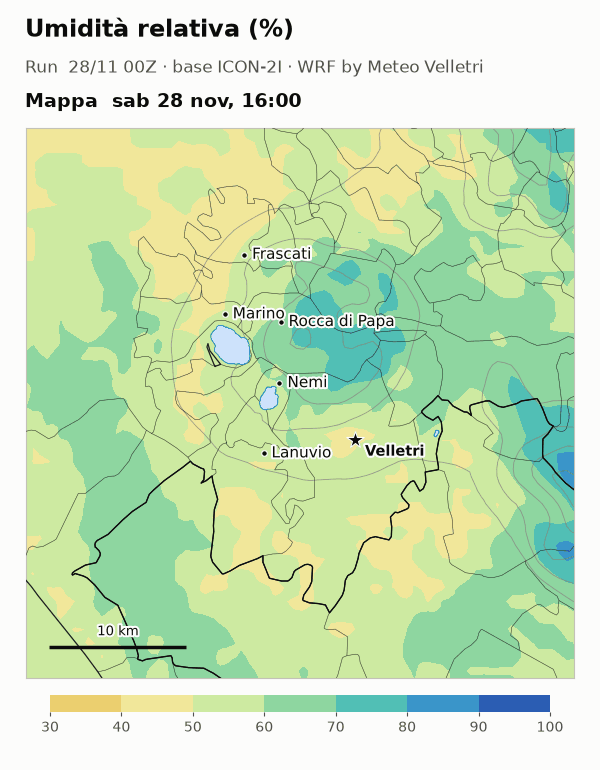 Umidità relativa (%)
Run  28/11 00Z · base ICON-2I · WRF by Meteo Velletri
Mappa  sab 28 nov, 16:00
Frascati
Marino
Rocca di Papa
Nemi
Velletri
Lanuvio
10 km
30 40 50 60 70 80 90 100